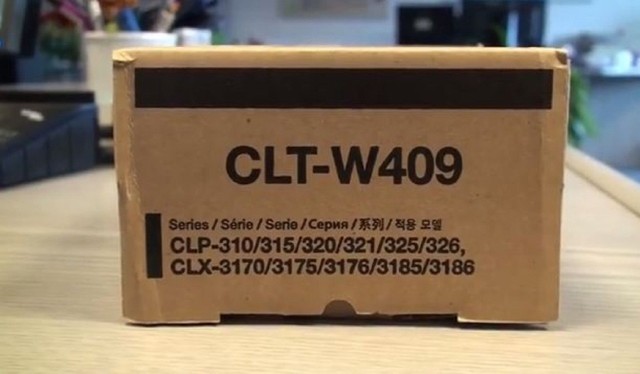 CLT-W409
Series / Série / Serie / Серия / 系列 / 적용 모델
CLP-310/315/320/321/325/326,
CLX-3170/3175/3176/3185/3186